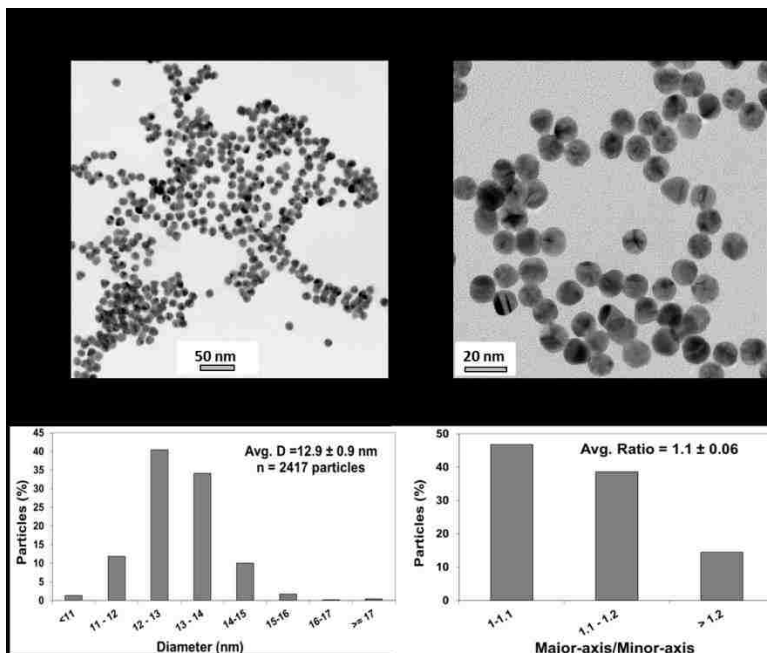 50 nm
20 nm
Avg. D =12.9 ± 0.9 nm
n = 2417 particles
Particles (%)
45
40
35
30
25
20
15
10
5
0
<11
11 - 12
12 - 13
13 - 14
14-15
15-16
16-17
>= 17
Diameter (nm)
Avg. Ratio = 1.1 ± 0.06
Particles (%)
50
40
30
20
10
0
1-1.1
1.1 - 1.2
> 1.2
Major-axis/Minor-axis